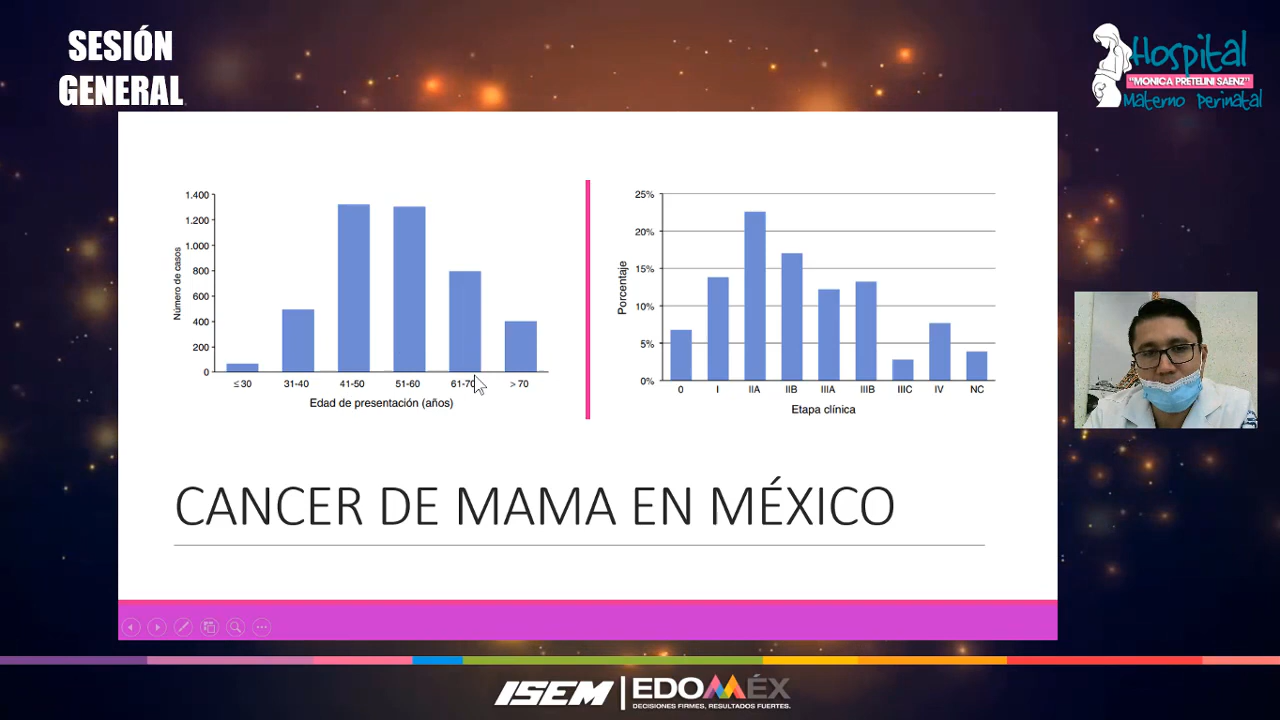 SESIÓN
GENERAL
Hospital
"MONICA PRETELINI SAENZ"
Materno Perinatal
1.400
1.200
1.000
800
600
400
200
0
Número de casos
≤30
31-40
41-50
51-60
61-70
> 70
Edad de presentación (años)
25%
20%
15%
10%
5%
0%
Porcentaje
0
I
IIA
IIB
IIIA
IIIB
IIIC
IV
NC
Etapa clínica
CANCER DE MAMA EN MÉXICO
ISEM
EDOMÉX
DECISIONES FIRMES, RESULTADOS FUERTES.